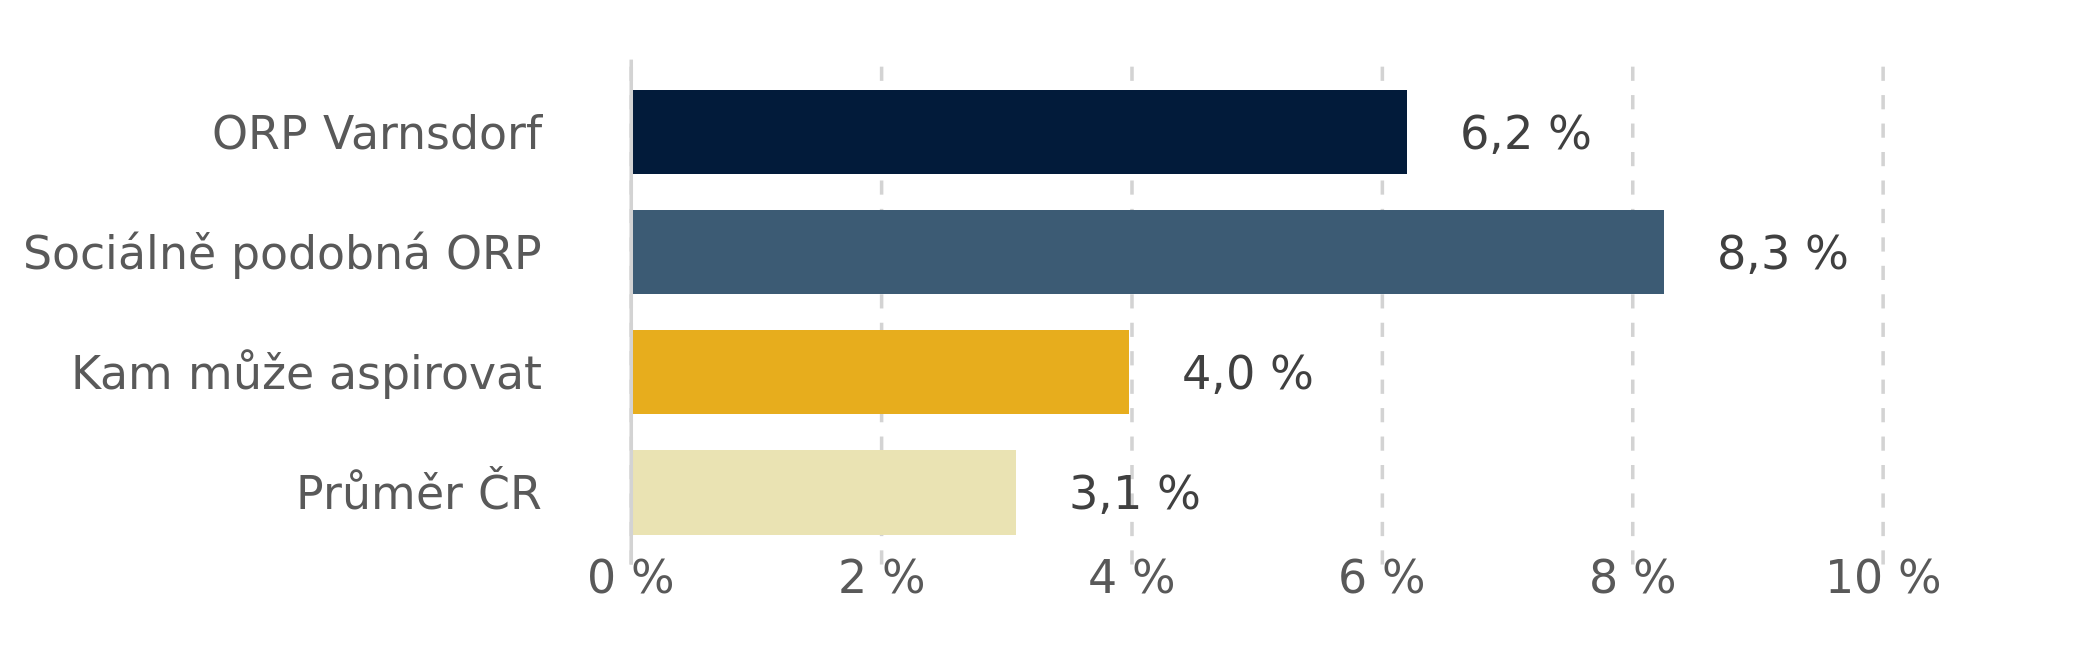 ORP Varnsdorf 6,2 %
Sociálně podobná ORP 8,3 %
Kam může aspirovat 4,0 %
Průměr ČR 3,1 %
0 % 2 % 4 % 6 % 8 % 10 %